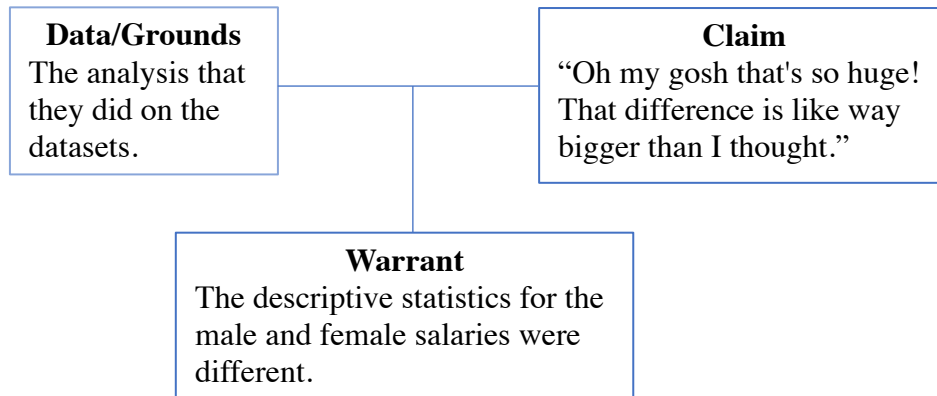 Data/Grounds
The analysis that
they did on the
datasets.
Claim
“Oh my gosh that's so huge!
That difference is like way
bigger than I thought.”
Warrant
The descriptive statistics for the
male and female salaries were
different.